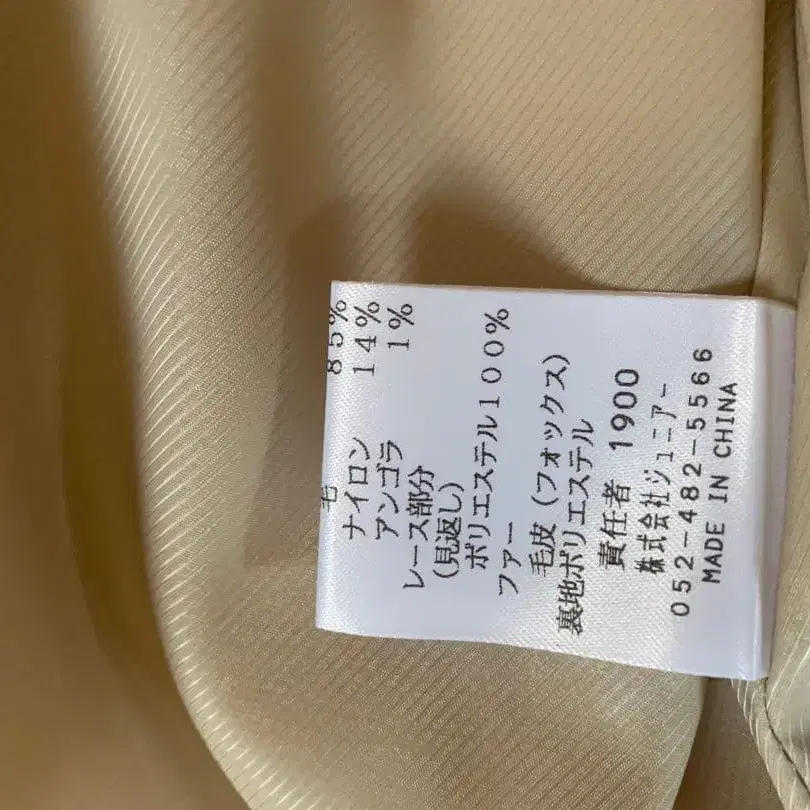 毛 85%
ナイロン 14%
アンゴラ 1%
レース部分
(見返し)
ポリエステル100%
ファー
毛皮(フォックス)
裏地ポリエステル
責任者 1900
株式会社ジュニアー
052-482-5566
MADE IN CHINA